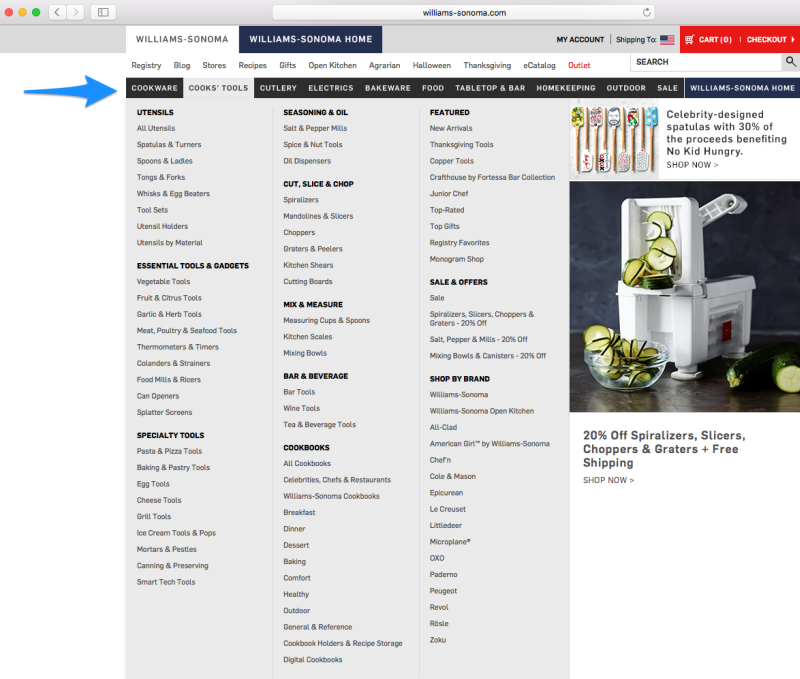 williams-sonoma.com
WILLIAMS-SONOMA WILLIAMS-SONOMA HOME MY ACCOUNT | Shipping To: CART (0) | CHECKOUT
Registry Blog Stores Recipes Gifts Open Kitchen Agrarian Halloween Thanksgiving eCatalog Outlet SEARCH
COOKWARE COOKS' TOOLS CUTLERY ELECTRICS BAKEWARE FOOD TABLETOP & BAR HOMEKEEPING OUTDOOR SALE WILLIAMS-SONOMA HOME
UTENSILS
All Utensils
Spatulas & Turners
Spoons & Ladles
Tongs & Forks
Whisks & Egg Beaters
Tool Sets
Utensil Holders
Utensils by Material
ESSENTIAL TOOLS & GADGETS
Vegetable Tools
Fruit & Citrus Tools
Garlic & Herb Tools
Meat, Poultry & Seafood Tools
Thermometers & Timers
Colanders & Strainers
Food Mills & Ricers
Can Openers
Splatter Screens
SPECIALTY TOOLS
Pasta & Pizza Tools
Baking & Pastry Tools
Egg Tools
Cheese Tools
Grill Tools
Ice Cream Tools & Pops
Mortars & Pestles
Canning & Preserving
Smart Tech Tools
SEASONING & OIL
Salt & Pepper Mills
Spice & Nut Tools
Oil Dispensers
CUT, SLICE & CHOP
Spiralizers
Mandolines & Slicers
Choppers
Graters & Peelers
Kitchen Shears
Cutting Boards
MIX & MEASURE
Measuring Cups & Spoons
Kitchen Scales
Mixing Bowls
BAR & BEVERAGE
Bar Tools
Wine Tools
Tea & Beverage Tools
COOKBOOKS
All Cookbooks
Celebrities, Chefs & Restaurants
Williams-Sonoma Cookbooks
Breakfast
Dinner
Dessert
Baking
Comfort
Healthy
Outdoor
General & Reference
Cookbook Holders & Recipe Storage
Digital Cookbooks
FEATURED
New Arrivals
Thanksgiving Tools
Copper Tools
Crafthouse by Fortessa Bar Collection
Junior Chef
Top-Rated
Top Gifts
Registry Favorites
Monogram Shop
SALE & OFFERS
Sale
Spiralizers, Slicers, Choppers &
Graters - 20% Off
Salt, Pepper & Mills - 20% Off
Mixing Bowls & Canisters - 20% Off
SHOP BY BRAND
Williams-Sonoma
Williams-Sonoma Open Kitchen
All-Clad
American Girl™ by Williams-Sonoma
Chef'n
Cole & Mason
Epicurean
Le Creuset
Littledeer
Microplane®
OXO
Paderno
Peugeot
Revol
Rösle
Zoku
Celebrity-designed
spatulas with 30% of
the proceeds benefiting
No Kid Hungry.
SHOP NOW >
20% Off Spiralizers, Slicers,
Choppers & Graters + Free
Shipping
SHOP NOW >